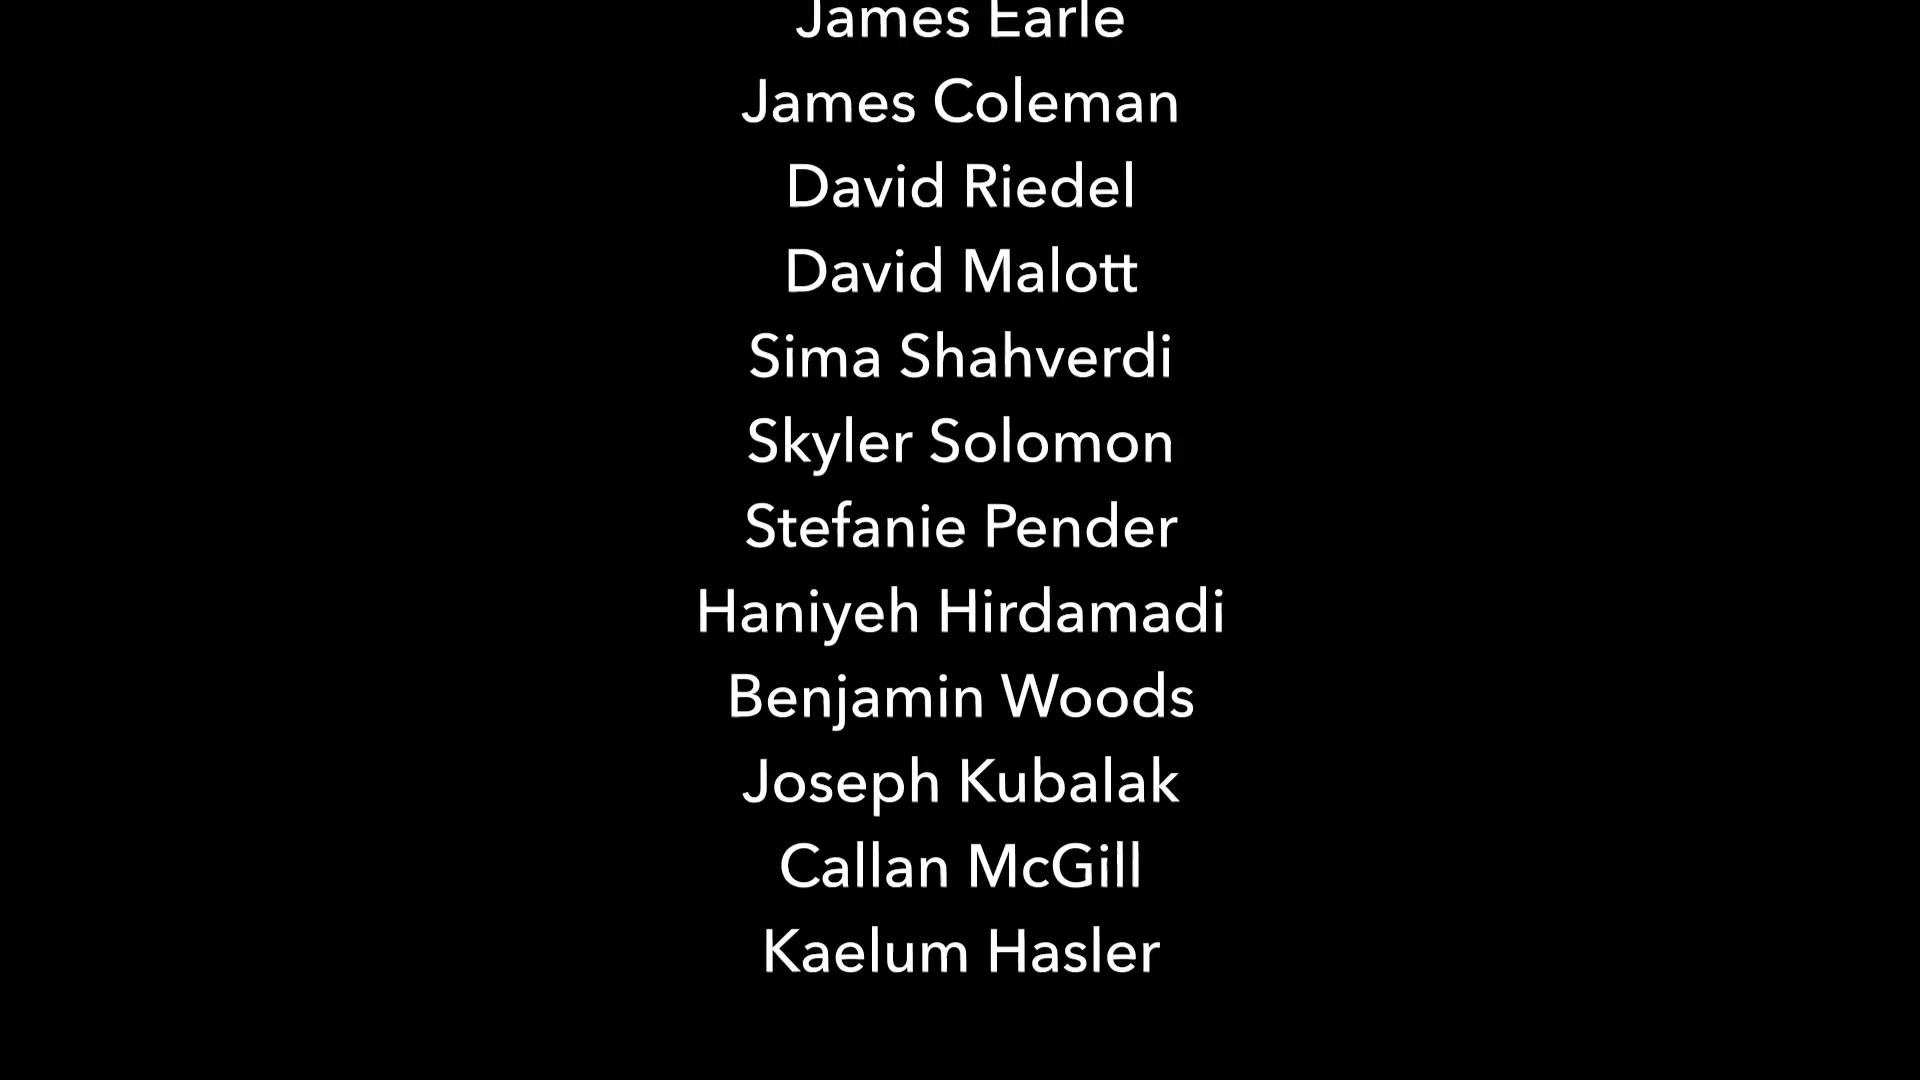 James Earle
James Coleman
David Riedel
David Malott
Sima Shahverdi
Skyler Solomon
Stefanie Pender
Haniyeh Hirdamadi
Benjamin Woods
Joseph Kubalak
Callan McGill
Kaelum Hasler